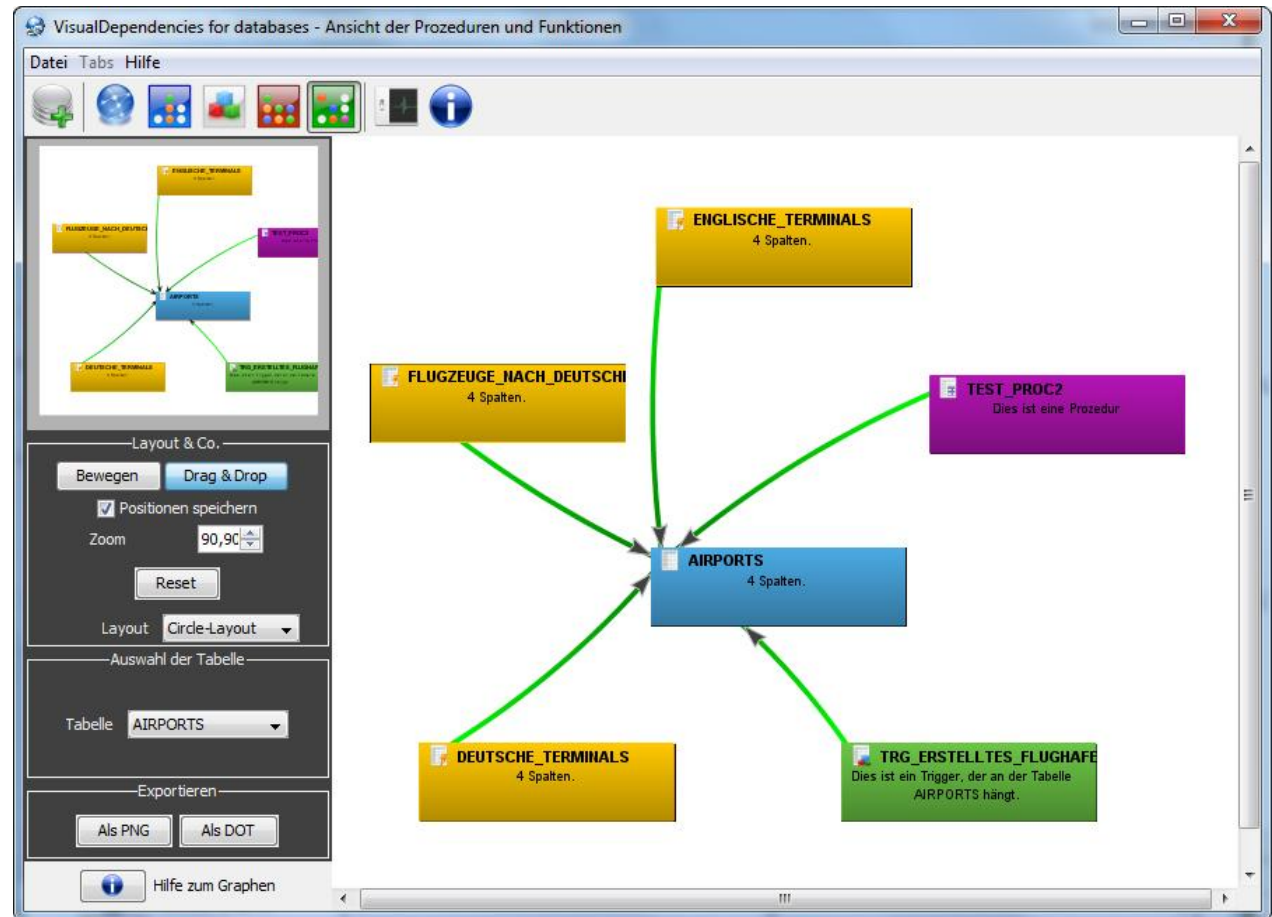 VisualDependencies for databases - Ansicht der Prozeduren und Funktionen
Datei Tabs Hilfe
ENGLISCHE_TERMINALS
4 Spalten.
FLUGZEUGE_NACH_DEUTSCH
4 Spalten.
TEST_PROC2
Dies ist eine Prozedur
AIRPORTS
4 Spalten.
DEUTSCHE_TERMINALS
4 Spalten.
TRG_ERSTELLTES_FLUGHAFE
Dies ist ein Trigger, der an der Tabelle
AIRPORTS hängt.
Layout & Co.
Bewegen Drag & Drop
Positionen speichern
Zoom 90,90
Reset
Layout Circle-Layout
Auswahl der Tabelle
Tabelle AIRPORTS
Exportieren
Als PNG Als DOT
Hilfe zum Graphen